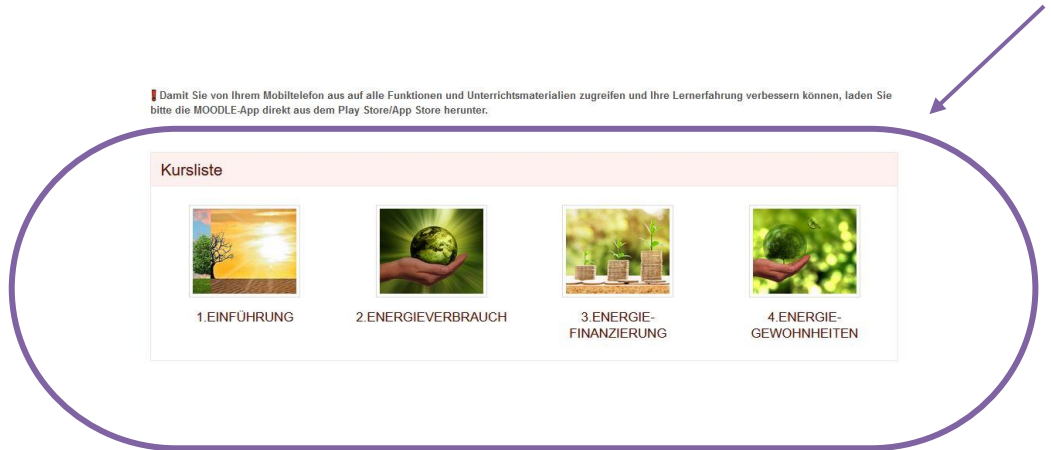 Damit Sie von Ihrem Mobiltelefon aus auf alle Funktionen und Unterrichtsmaterialien zugreifen und Ihre Lernerfahrung verbessern können, laden Sie
bitte die MOODLE-App direkt aus dem Play Store/App Store herunter.
Kursliste
1.EINFÜHRUNG
2.ENERGIEVERBRAUCH
3.ENERGIE-
FINANZIERUNG
4.ENERGIE-
GEWOHNHEITEN